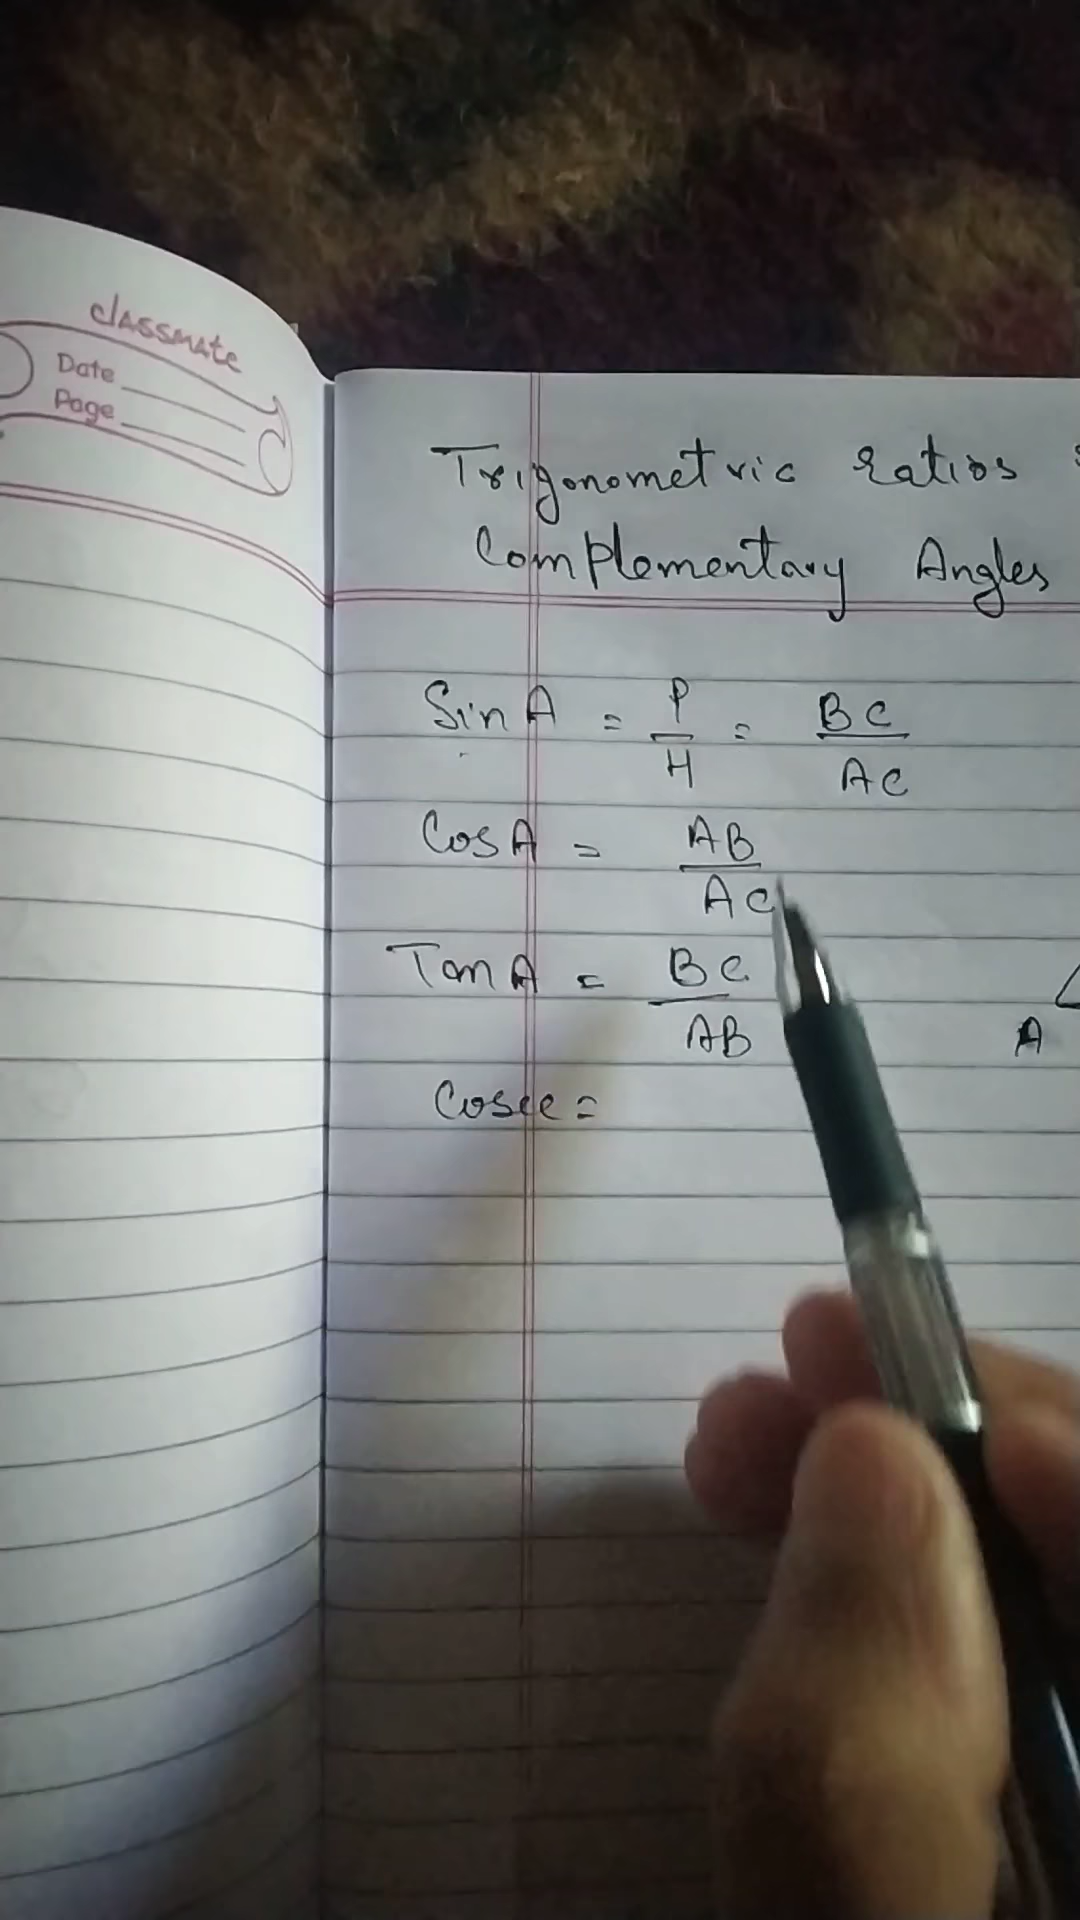 classmate
Date
Page
Trigonometric ratios
Complementary Angles
Sin A = P/H = BC/AC
Cos A = AB/AC
Tan A = BC/AB
A
Cosec =